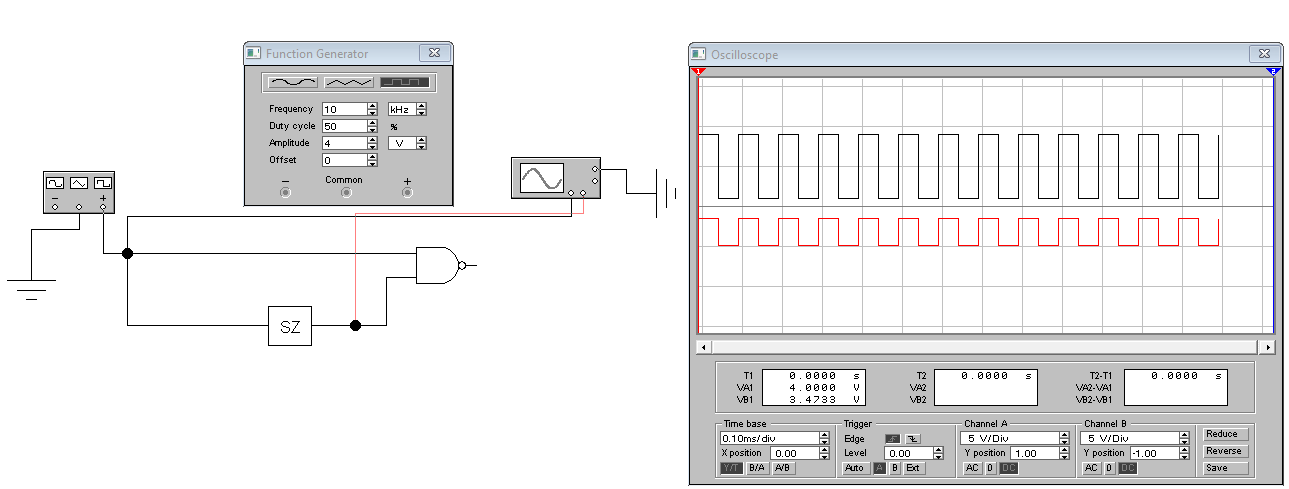 Function Generator
Frequency 10 kHz
Duty cycle 50 %
Amplitude 4 V
Offset 0
− Common +
− +
SZ
Oscilloscope
1 2
T1 0.0000 s T2 0.0000 s T2-T1 0.0000 s
VA1 4.0000 V VA2 VA2-VA1
VB1 3.4733 V VB2 VB2-VB1
Time base Trigger Channel A Channel B
0.10ms/div Edge 5 V/Div 5 V/Div Reduce
X position 0.00 Level 0.00 Y position 1.00 Y position -1.00 Reverse
Y/T B/A A/B Auto A B Ext AC 0 DC AC 0 DC Save